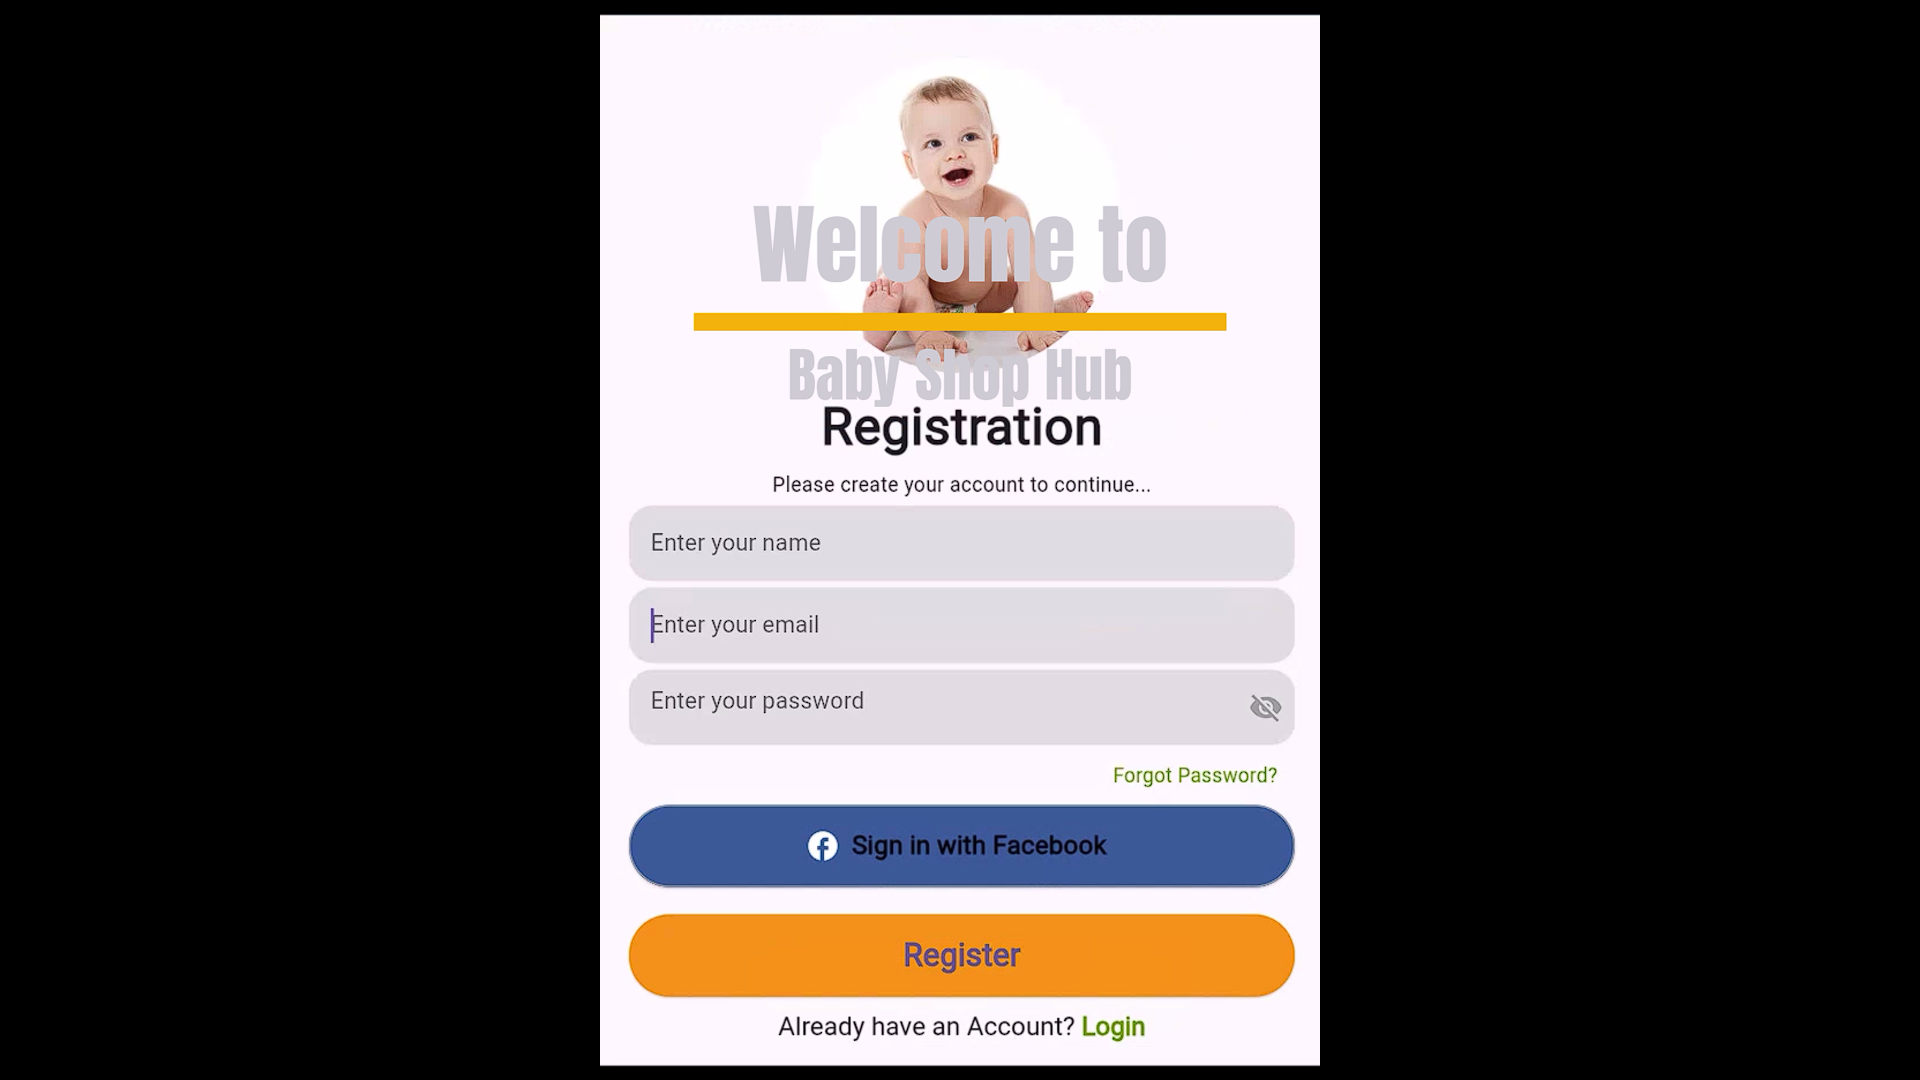 Welcome to
Baby Shop Hub
Registration
Please create your account to continue...
Enter your name
Enter your email
Enter your password
Forgot Password?
Sign in with Facebook
Register
Already have an Account? Login